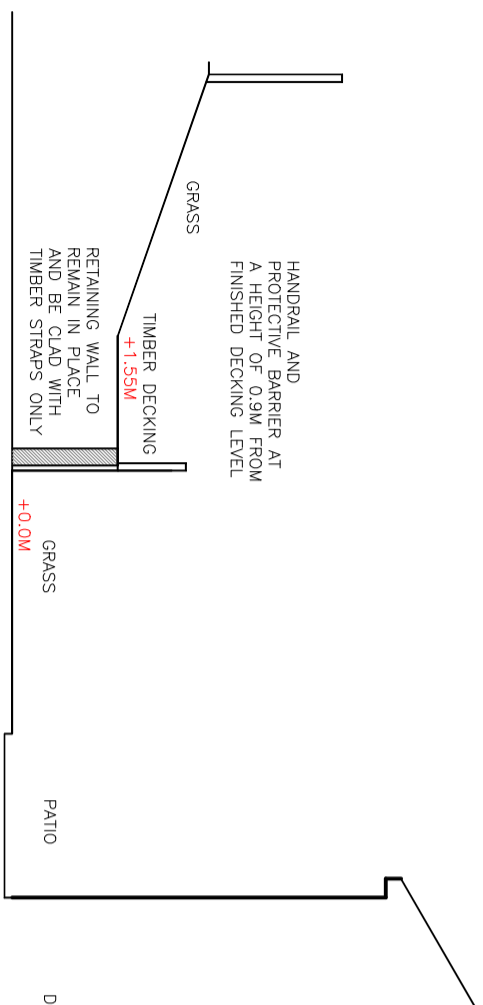 HANDRAIL AND
PROTECTIVE BARRIER AT
A HEIGHT OF 0.9M FROM
FINISHED DECKING LEVEL
GRASS
TIMBER DECKING
+1.55M
RETAINING WALL TO
REMAIN IN PLACE
AND BE CLAD WITH
TIMBER STRAPS ONLY
GRASS
+0.0M
PATIO
D